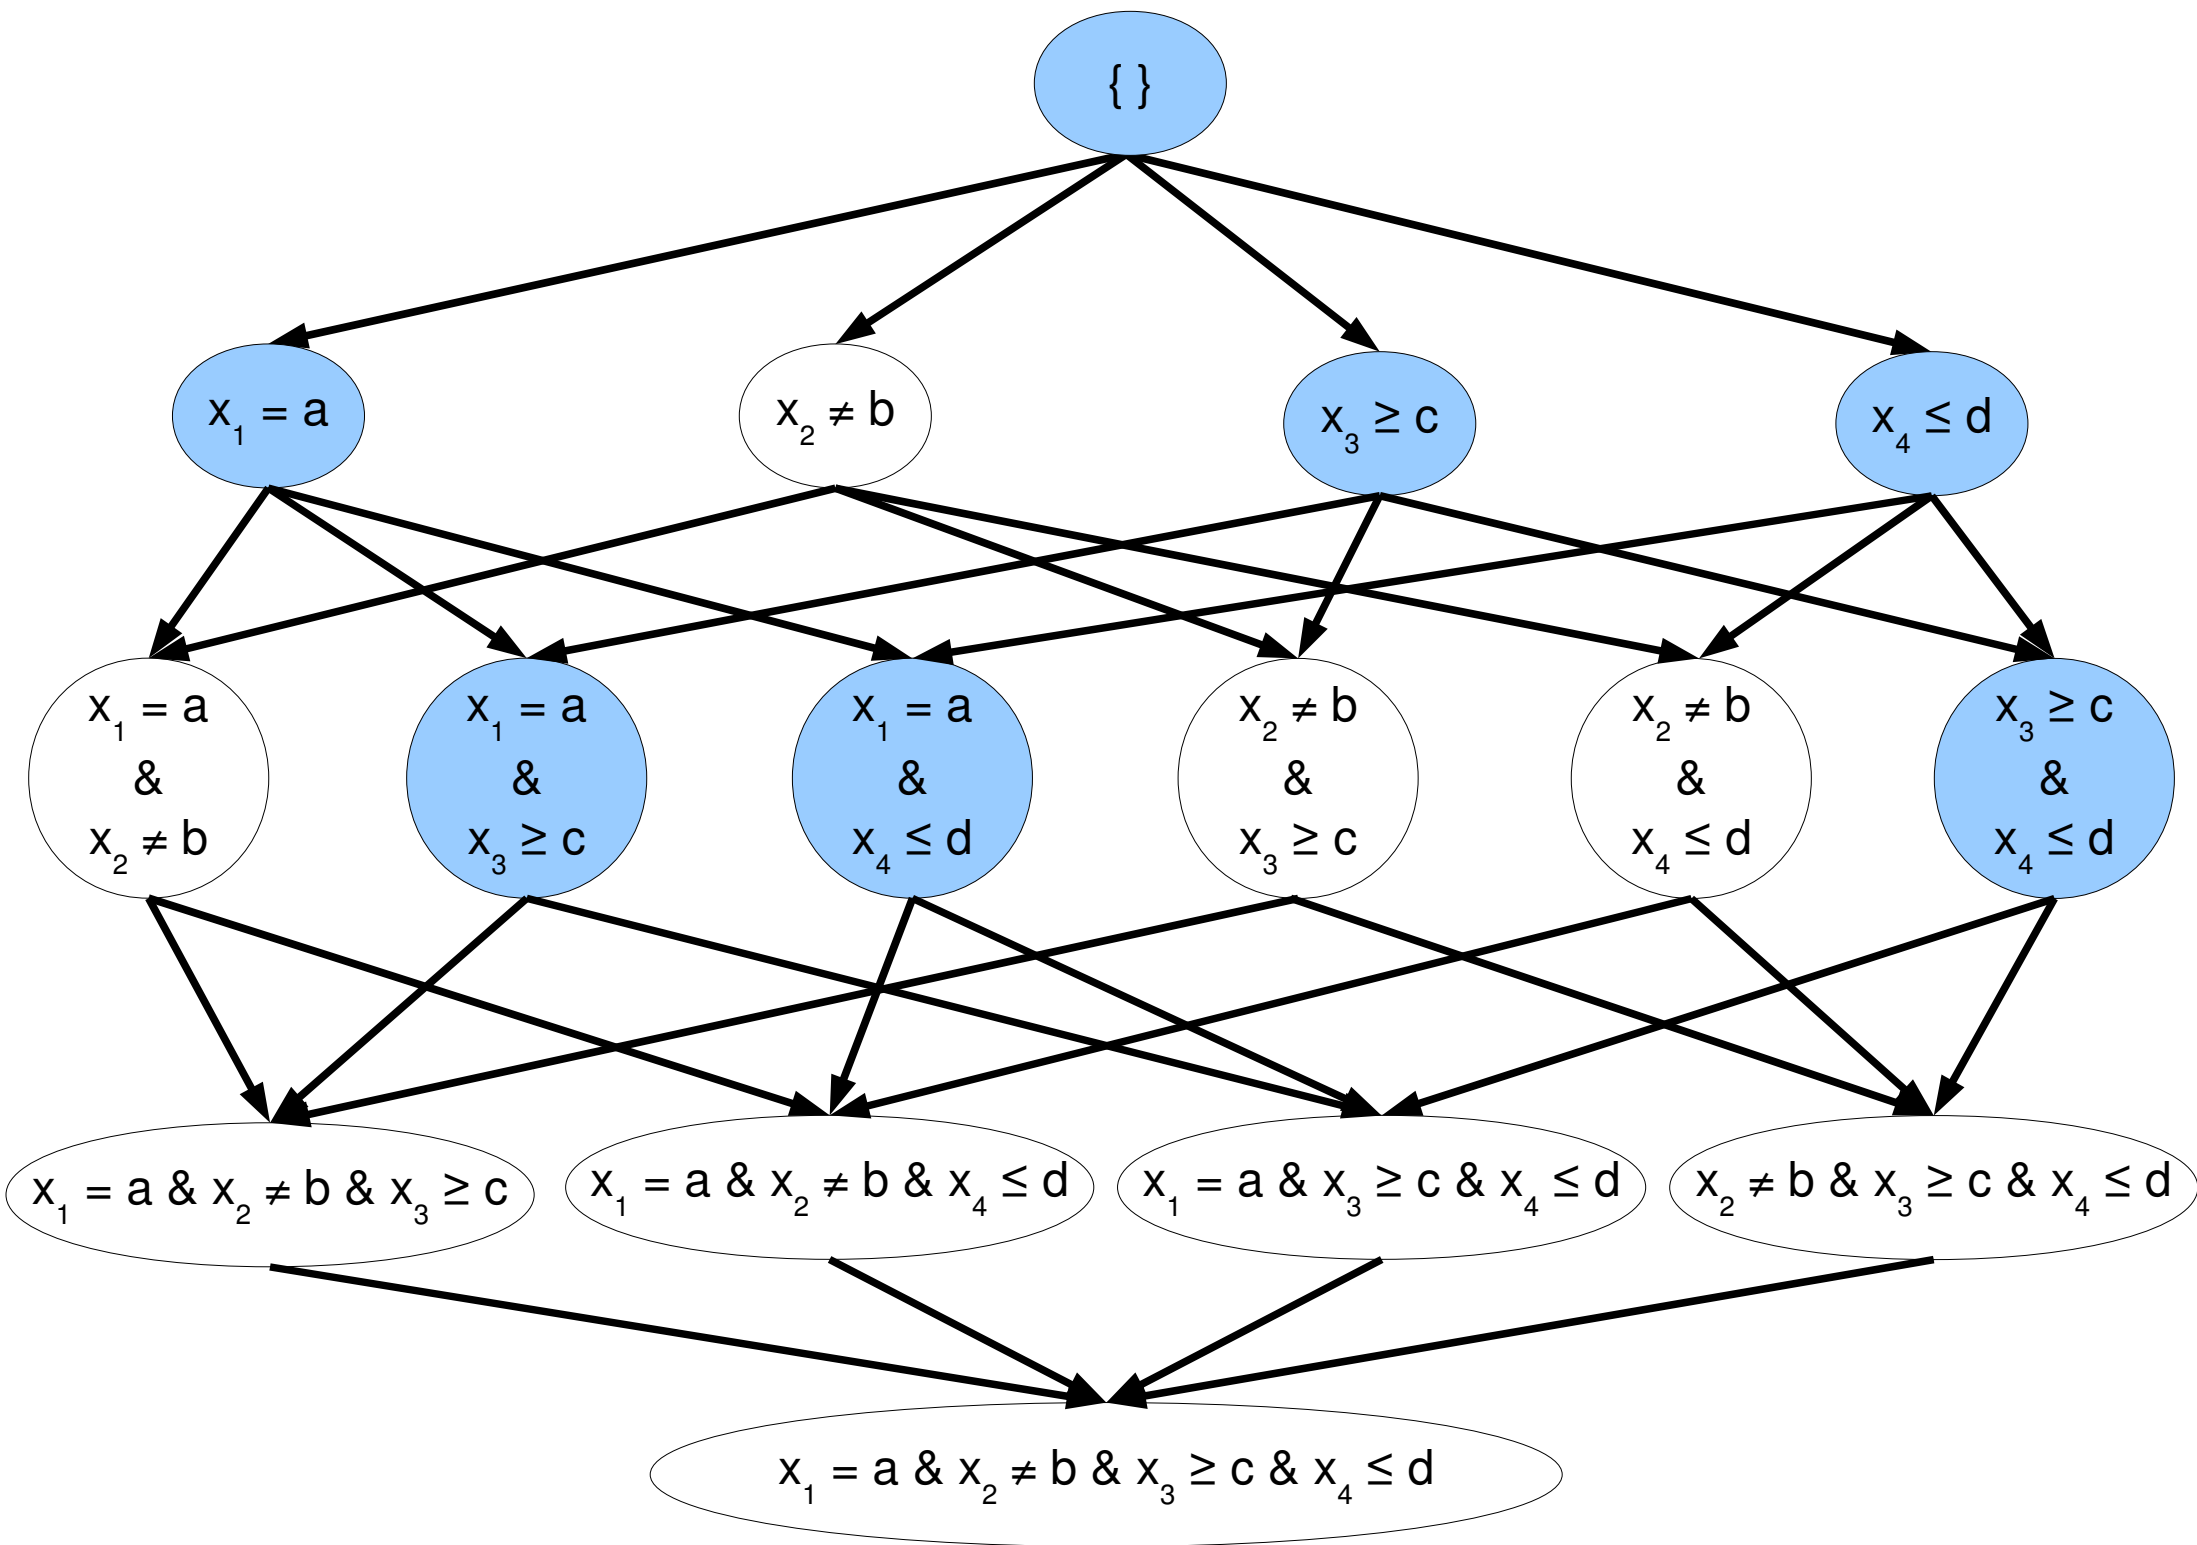 { }
x₁ = a
x₂ ≠ b
x₃ ≥ c
x₄ ≤ d
x₁ = a
&
x₂ ≠ b
x₁ = a
&
x₃ ≥ c
x₁ = a
&
x₄ ≤ d
x₂ ≠ b
&
x₃ ≥ c
x₂ ≠ b
&
x₄ ≤ d
x₃ ≥ c
&
x₄ ≤ d
x₁ = a & x₂ ≠ b & x₃ ≥ c
x₁ = a & x₂ ≠ b & x₄ ≤ d
x₁ = a & x₃ ≥ c & x₄ ≤ d
x₂ ≠ b & x₃ ≥ c & x₄ ≤ d
x₁ = a & x₂ ≠ b & x₃ ≥ c & x₄ ≤ d